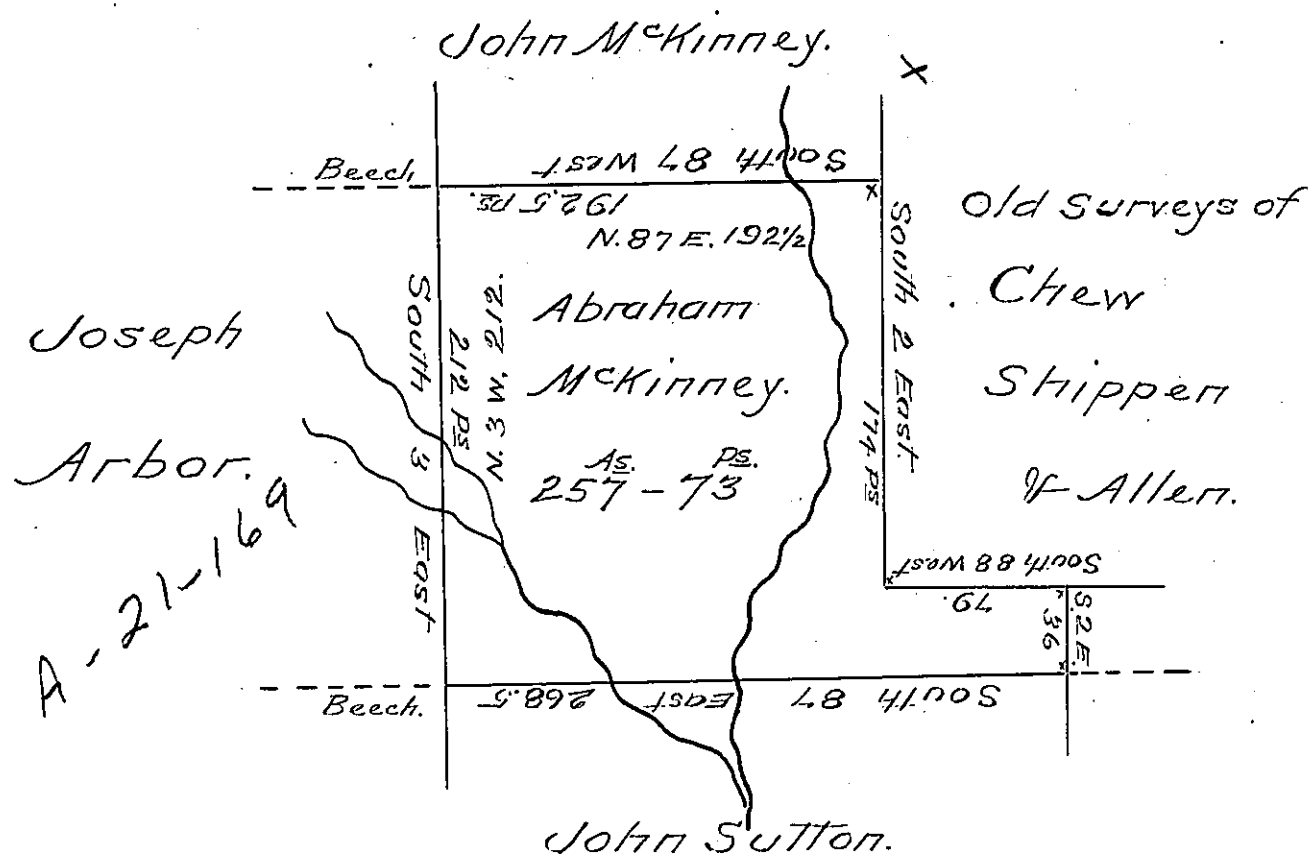 John McKinney.
X
Beech,
South 87 West
192.5 ps.
N. 87 E. 192 1/2
Old Surveys of
Chew
Shippen
& Allen.
South 2 East.
174 ps
Joseph
Arbor.
South 3 East
212 ps
N. 3 W. 212.
Abraham
McKinney.
As. Ps.
257 - 73
A-21-169
South 88 West
79.
S. 2 E.
36
Beech.
South 87 East 268.5
John Sutton.